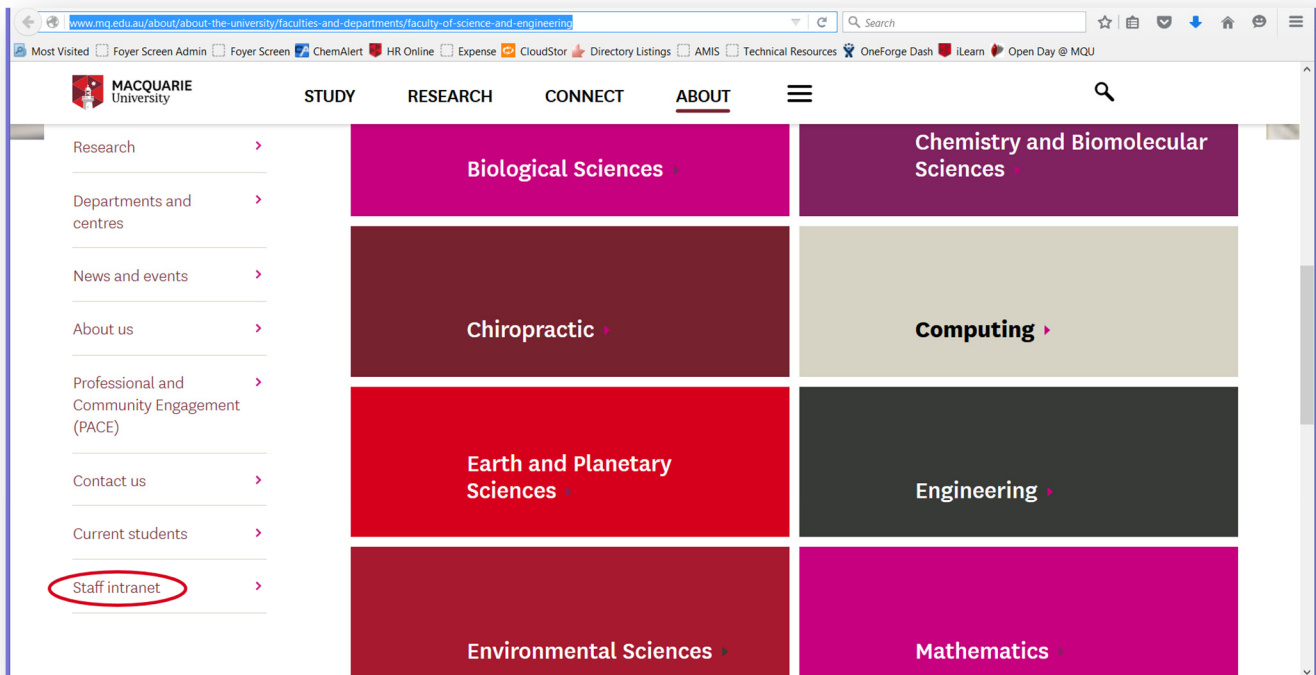 www.mq.edu.au/about/about-the-university/faculties-and-departments/faculty-of-science-and-engineering
Search
Most Visited Foyer Screen Admin Foyer Screen ChemAlert HR Online Expense CloudStor Directory Listings AMIS Technical Resources OneForge Dash iLearn Open Day @ MQU
MACQUARIE
University
STUDY RESEARCH CONNECT ABOUT
Research
Departments and
centres
News and events
About us
Professional and
Community Engagement
(PACE)
Contact us
Current students
Staff intranet
Biological Sciences
Chemistry and Biomolecular
Sciences
Chiropractic
Computing
Earth and Planetary
Sciences
Engineering
Environmental Sciences
Mathematics